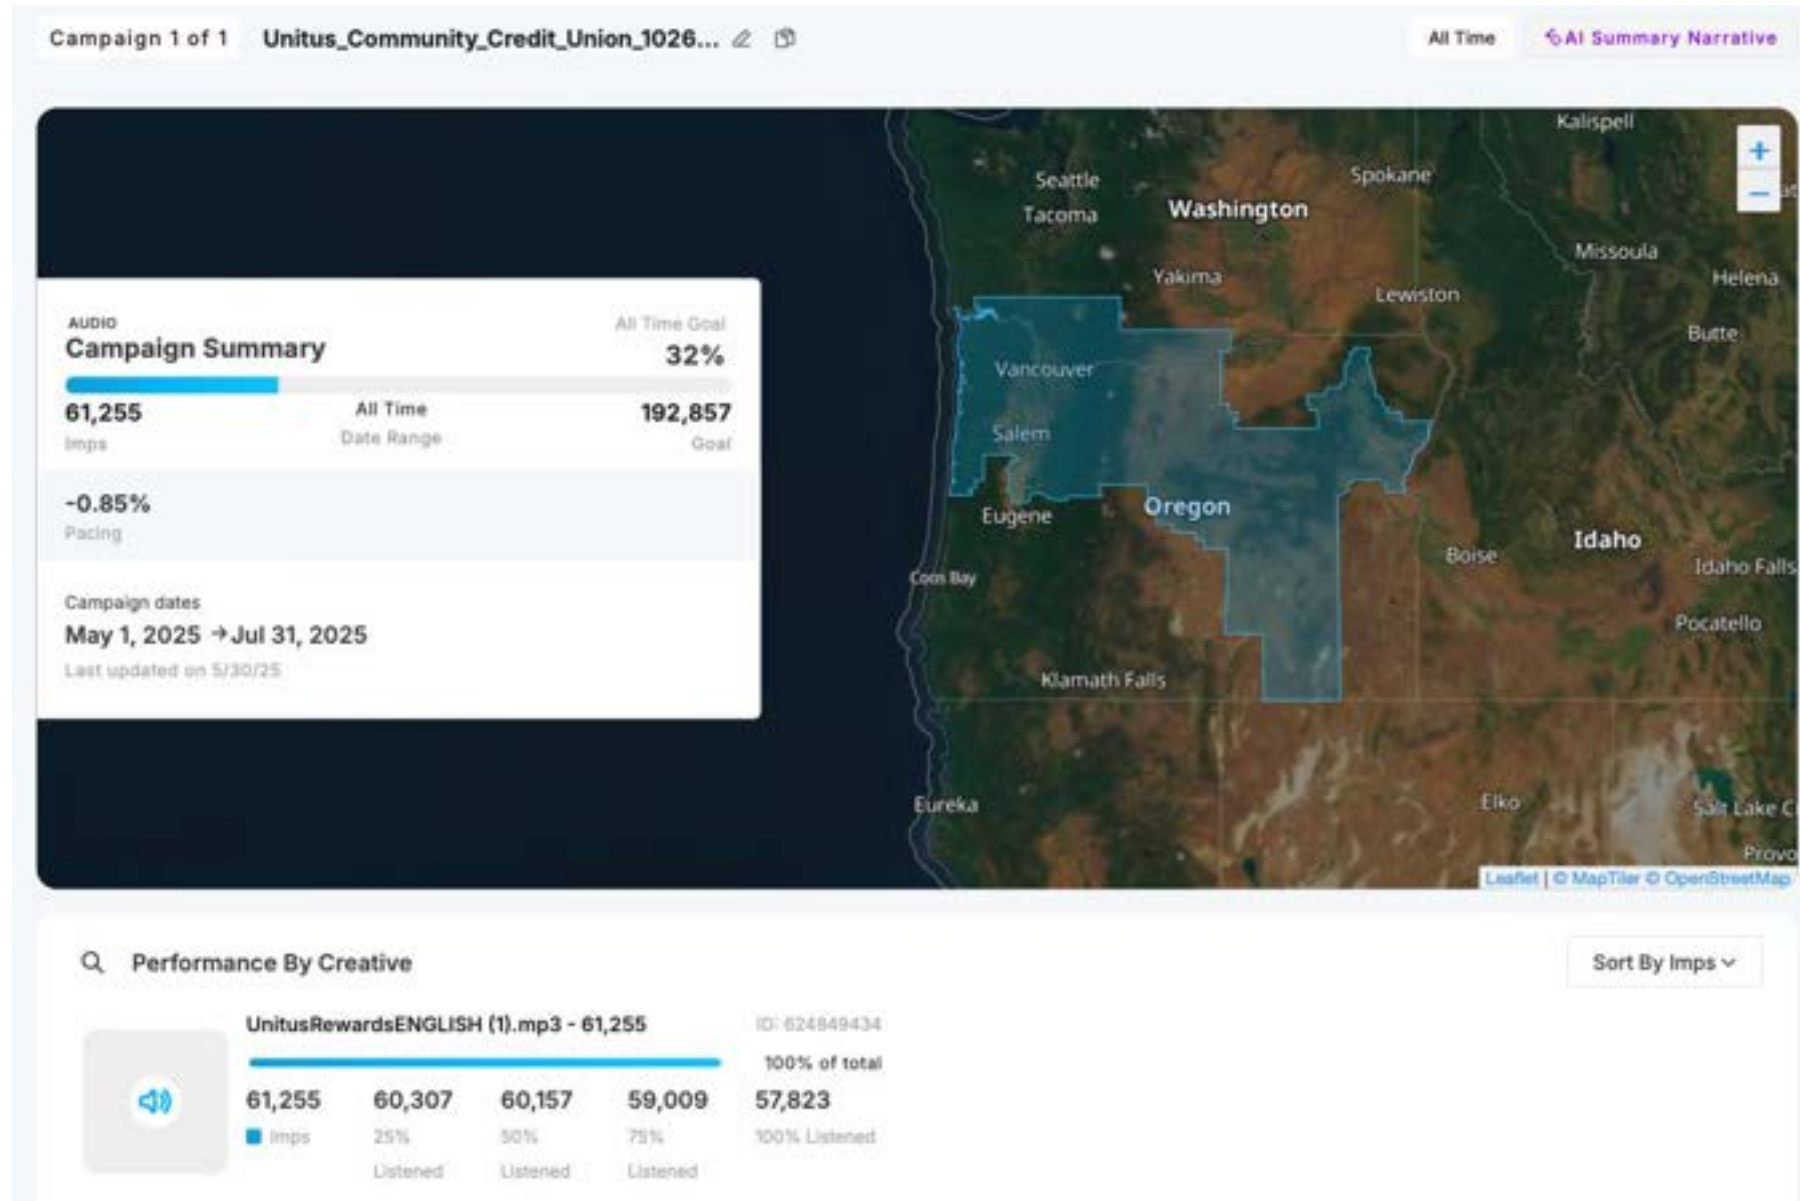 Campaign 1 of 1 Unitus_Community_Credit_Union_1026... All Time AI Summary Narrative
Kalispell
Seattle
Spokane
Tacoma
Washington
Missoula
Yakima
Helena
Lewiston
Butte
Vancouver
Salem
Eugene
Oregon
Idaho
Boise
Idaho Falls
Coos Bay
Pocatello
Klamath Falls
Eureka
Elko
Salt Lake C
Provo
+
−
AUDIO
All Time Goal
Campaign Summary
32%
61,255 All Time 192,857
Imps Date Range Goal
-0.85%
Pacing
Campaign dates
May 1, 2025 → Jul 31, 2025
Last updated on 5/30/25
Leaflet | © MapTiler © OpenStreetMap
Performance By Creative
Sort By Imps
UnitusRewardsENGLISH (1).mp3 - 61,255 ID: 624849434
100% of total
61,255 60,307 60,157 59,009 57,823
Imps 25% 50% 75% 100% Listened
Listened Listened Listened